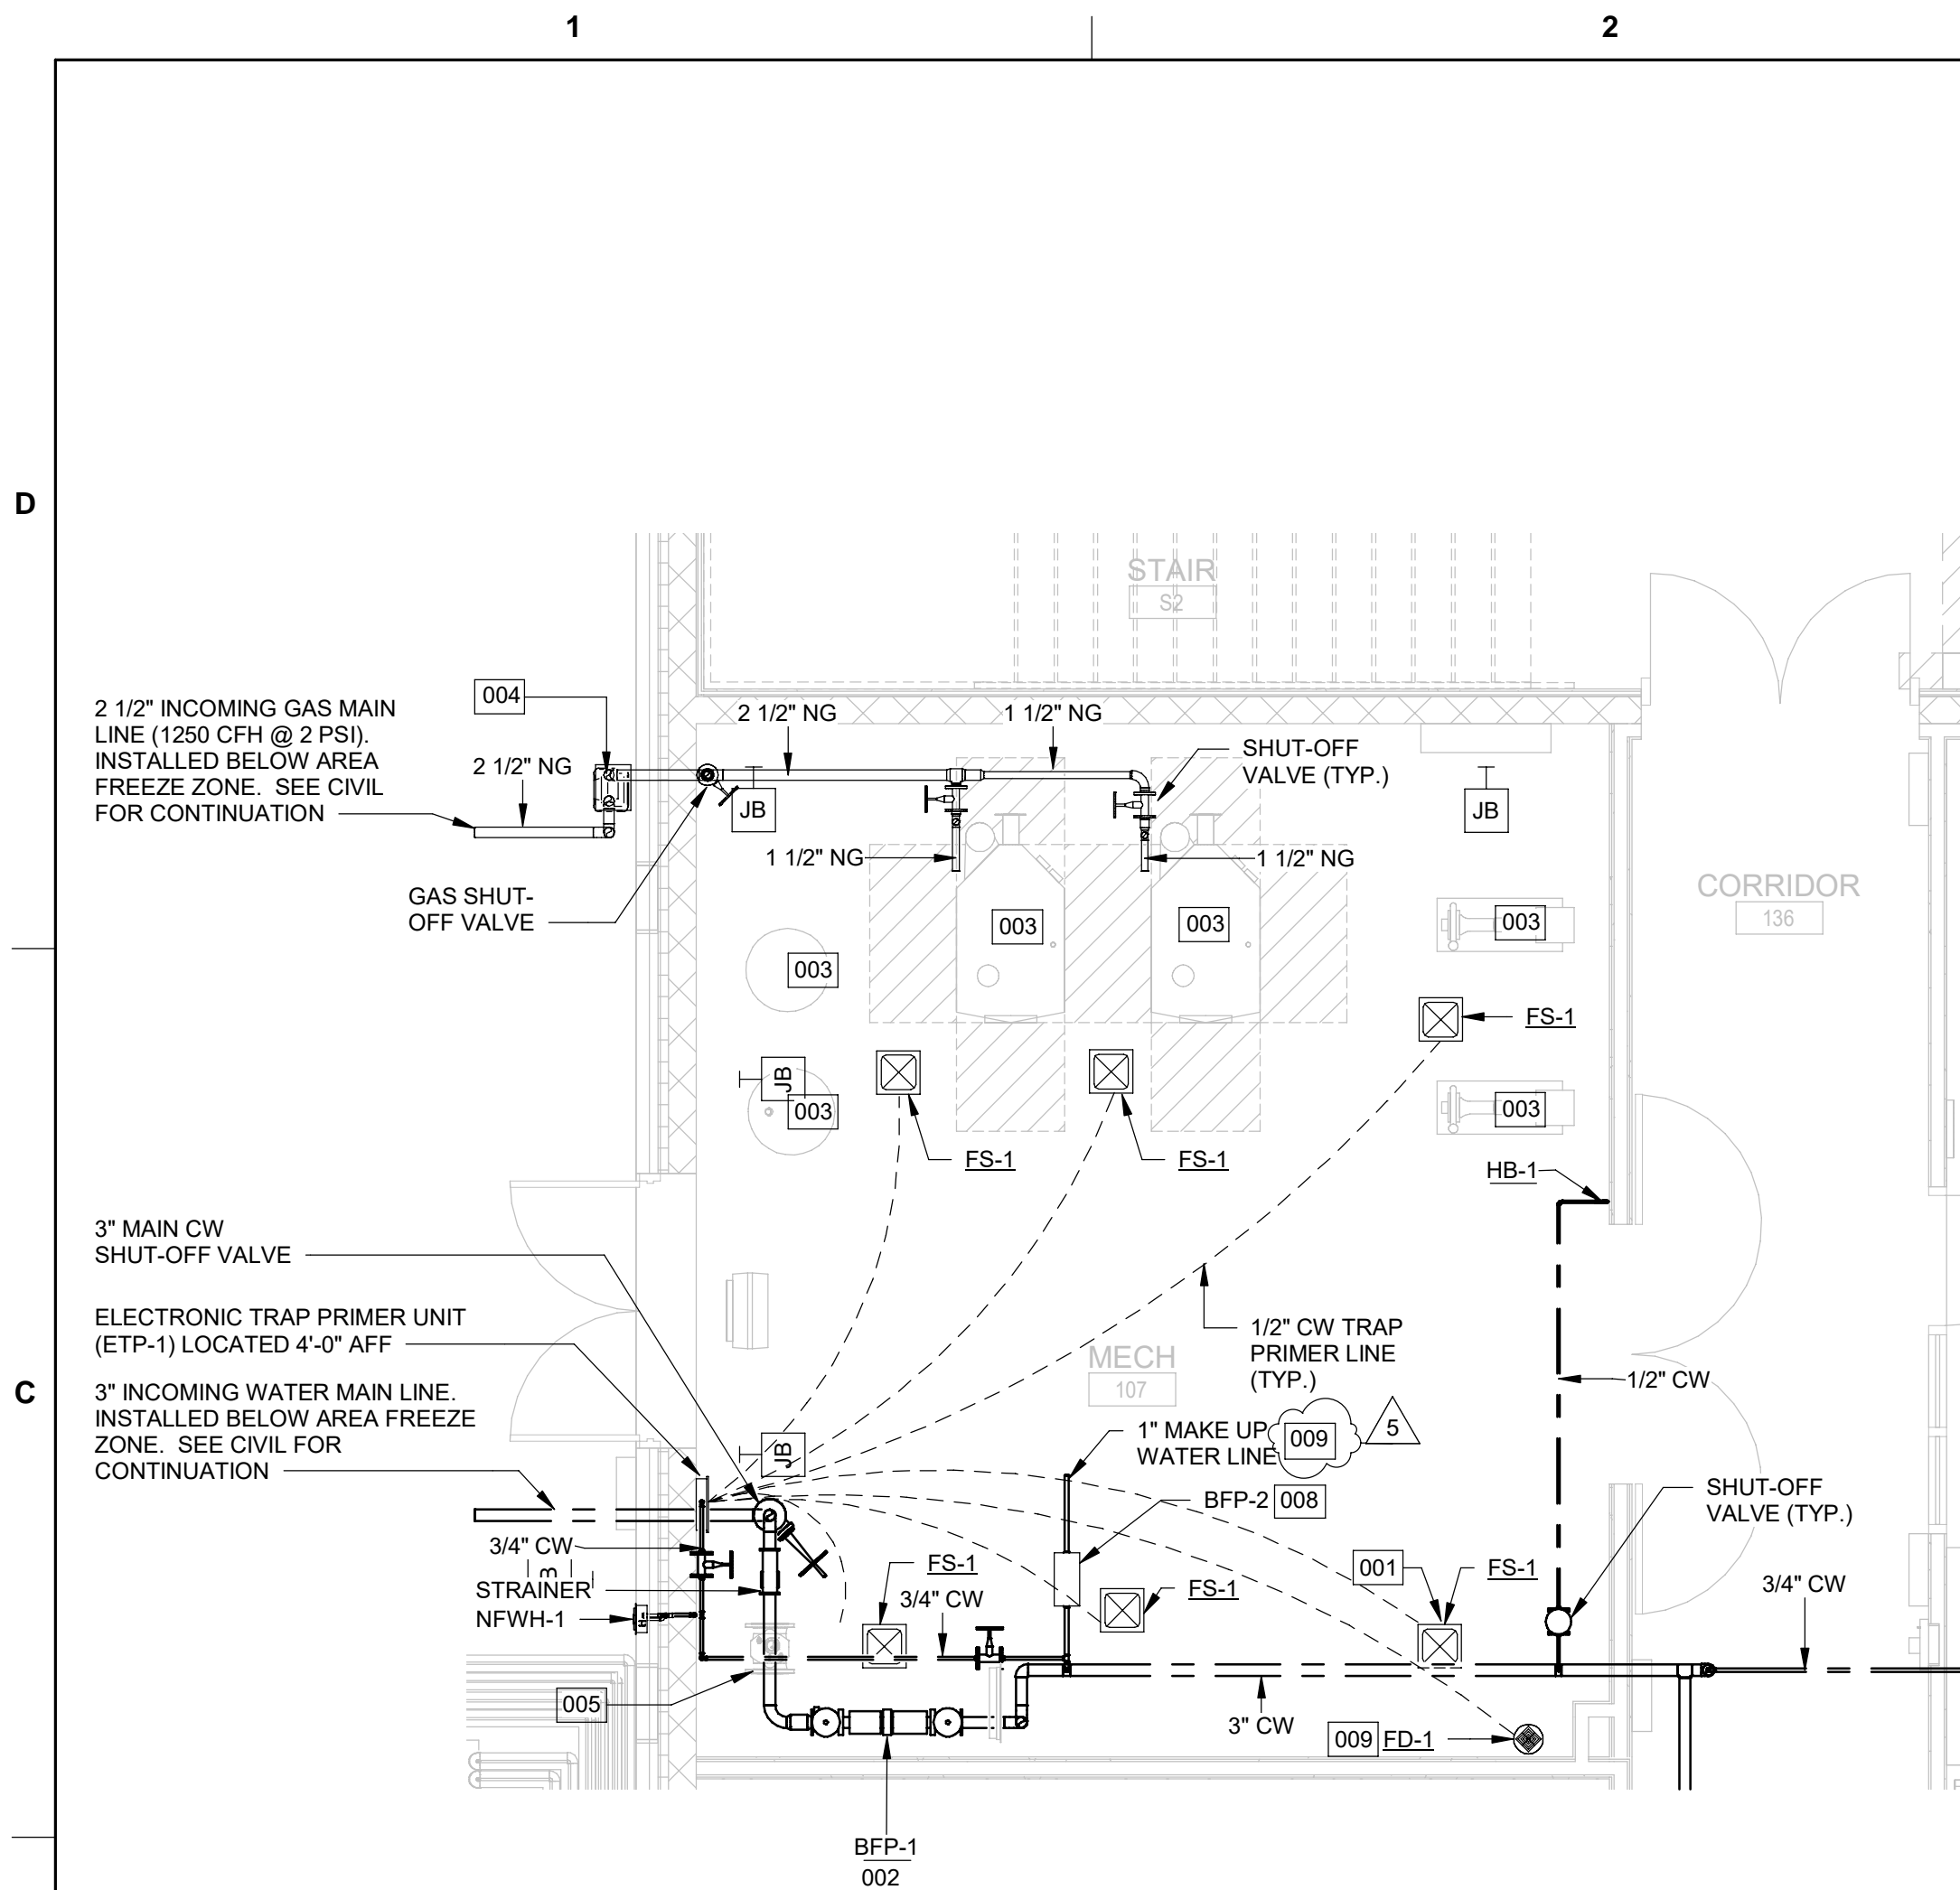 1
2
D
STAIR
S2
004
2 1/2" INCOMING GAS MAIN
LINE (1250 CFH @ 2 PSI).
INSTALLED BELOW AREA
FREEZE ZONE.  SEE CIVIL
FOR CONTINUATION
2 1/2" NG
2 1/2" NG
1 1/2" NG
SHUT-OFF
VALVE (TYP.)
JB
JB
1 1/2" NG
1 1/2" NG
GAS SHUT-
OFF VALVE
CORRIDOR
136
003
003
003
003
FS-1
JB
003
003
FS-1
FS-1
HB-1
3" MAIN CW
SHUT-OFF VALVE
ELECTRONIC TRAP PRIMER UNIT
(ETP-1) LOCATED 4'-0" AFF
1/2" CW TRAP
PRIMER LINE
(TYP.)
MECH
107
C
1/2" CW
3" INCOMING WATER MAIN LINE.
INSTALLED BELOW AREA FREEZE
ZONE.  SEE CIVIL FOR
CONTINUATION
JB
1" MAKE UP
WATER LINE
009
5
BFP-2 008
SHUT-OFF
VALVE (TYP.)
3/4" CW
STRAINER
NFWH-1
FS-1
3/4" CW
FS-1
001
FS-1
3/4" CW
005
3" CW
009 FD-1
BFP-1
002